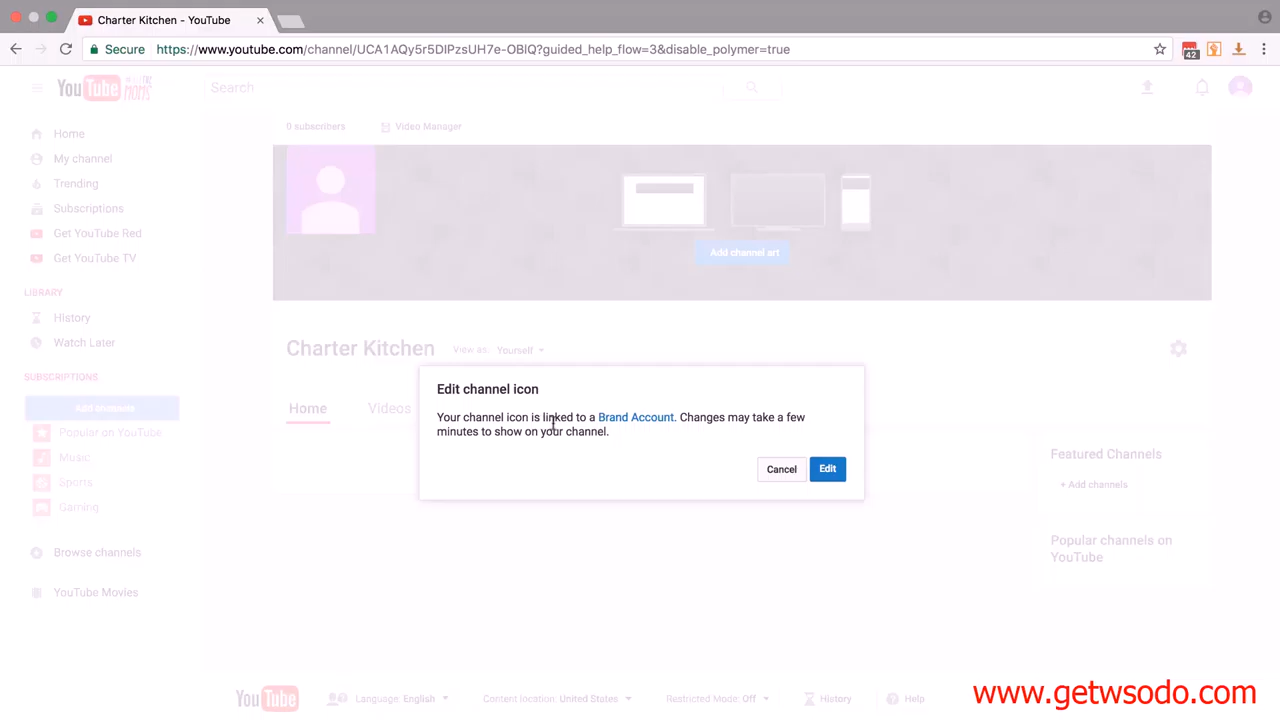 Charter Kitchen - YouTube
Secure https://www.youtube.com/channel/UCA1AQy5r5DIPzsUH7e-OBlQ?guided_help_flow=3&disable_polymer=true
42
YouTube
Search
0 subscribers Video Manager
Home
My channel
Trending
Subscriptions
Get YouTube Red
Get YouTube TV
LIBRARY
History
Watch Later
SUBSCRIPTIONS
Add channels
Popular on YouTube
Music
Sports
Gaming
Browse channels
YouTube Movies
Add channel art
Charter Kitchen View as: Yourself
Home Videos
Edit channel icon
Your channel icon is linked to a Brand Account. Changes may take a few
minutes to show on your channel.
Cancel Edit
Featured Channels
+ Add channels
Popular channels on
YouTube
YouTube Language: English Content location: United States Restricted Mode: Off History Help
www.getwsodo.com